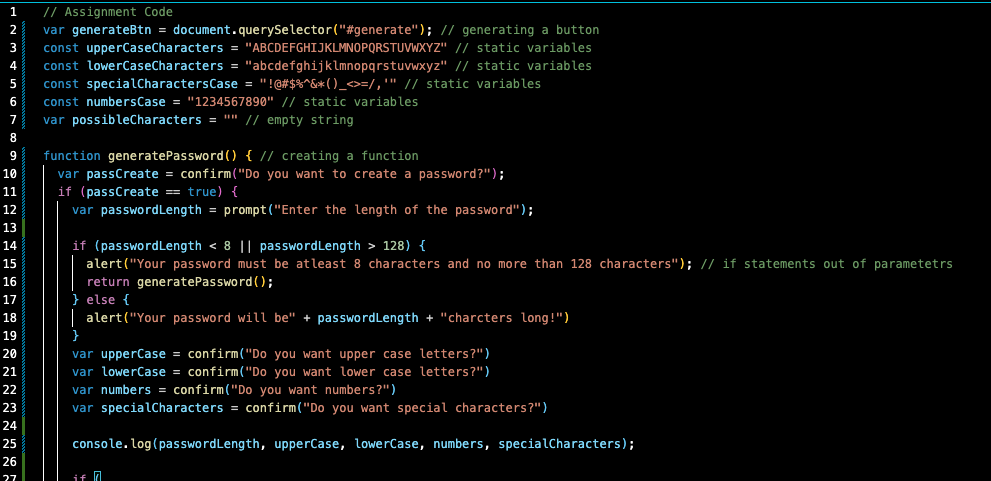 1 // Assignment Code
2 var generateBtn = document.querySelector("#generate"); // generating a button
3 const upperCaseCharacters = "ABCDEFGHIJKLMNOPQRSTUVWXYZ" // static variables
4 const lowerCaseCharacters = "abcdefghijklmnopqrstuvwxyz" // static variables
5 const specialCharactersCase = "!@#$%^&*()_<>=/,'" // static variables
6 const numbersCase = "1234567890" // static variables
7 var possibleCharacters = "" // empty string
8
9 function generatePassword() { // creating a function
10 var passCreate = confirm("Do you want to create a password?");
11 if (passCreate == true) {
12 var passwordLength = prompt("Enter the length of the password");
13
14 if (passwordLength < 8 || passwordLength > 128) {
15 alert("Your password must be atleast 8 characters and no more than 128 characters"); // if statements out of parametetrs
16 return generatePassword();
17 } else {
18 alert("Your password will be" + passwordLength + "charcters long!")
19 }
20 var upperCase = confirm("Do you want upper case letters?")
21 var lowerCase = confirm("Do you want lower case letters?")
22 var numbers = confirm("Do you want numbers?")
23 var specialCharacters = confirm("Do you want special characters?")
24
25 console.log(passwordLength, upperCase, lowerCase, numbers, specialCharacters);
26
27 if (